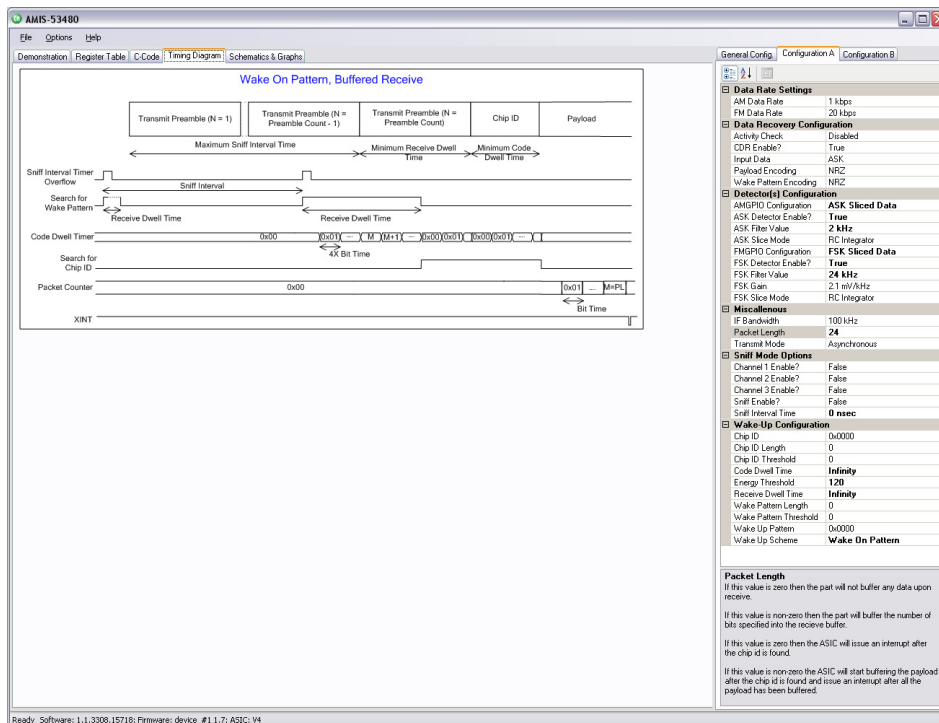 AMIS-53480
File Options Help
Demonstration Register Table C-Code Timing Diagram Schematics & Graphs
Wake On Pattern, Buffered Receive
Transmit Preamble (N = 1)
Transmit Preamble (N =
Preamble Count - 1)
Transmit Preamble (N =
Preamble Count)
Chip ID
Payload
Maximum Sniff Interval Time
Minimum Receive Dwell
Time
Minimum Code
Dwell Time
Sniff Interval Timer
Overflow
Sniff Interval
Search for
Wake Pattern
Receive Dwell Time
Receive Dwell Time
Code Dwell Timer
0x00 0x01 ... M M+1 ... 0x00 0x01 0x00 0x01 ...
4X Bit Time
Search for
Chip ID
Packet Counter
0x00
0x01 .... M=PL
Bit Time
XINT
General Config. Configuration A Configuration B
Data Rate Settings
AM Data Rate 1 kbps
FM Data Rate 20 kbps
Data Recovery Configuration
Activity Check Disabled
CDR Enable? True
Input Data ASK
Payload Encoding NRZ
Wake Pattern Encoding NRZ
Detector(s) Configuration
AMGPIO Configuration ASK Sliced Data
ASK Detector Enable? True
ASK Filter Value 2 kHz
ASK Slice Mode RC Integrator
FMGPIO Configuration FSK Sliced Data
FSK Detector Enable? True
FSK Filter Value 24 kHz
FSK Gain 2.1 mV/kHz
FSK Slice Mode RC Integrator
Miscallenous
IF Bandwidth 100 kHz
Packet Length 24
Transmit Mode Asynchronous
Sniff Mode Options
Channel 1 Enable? False
Channel 2 Enable? False
Channel 3 Enable? False
Sniff Enable? False
Sniff Interval Time 0 nsec
Wake-Up Configuration
Chip ID 0x0000
Chip ID Length 0
Chip ID Threshold 0
Code Dwell Time Infinity
Energy Threshold 120
Receive Dwell Time Infinity
Wake Pattern Length 0
Wake Pattern Threshold 0
Wake Up Pattern 0x0000
Wake Up Scheme Wake On Pattern
Packet Length
If this value is zero then the part will not buffer any data upon
receive.
If this value is non-zero then the part will buffer the number of
bits specified into the recieve buffer.
If this value is zero then the ASIC will issue an interrupt after
the chip id is found.
If this value is non-zero the ASIC will start buffering the payload
after the chip id is found and issue an interrupt after all the
payload has been buffered.
Ready Software: 1.1.3308.15718; Firmware: device #1 1.7; ASIC: V4